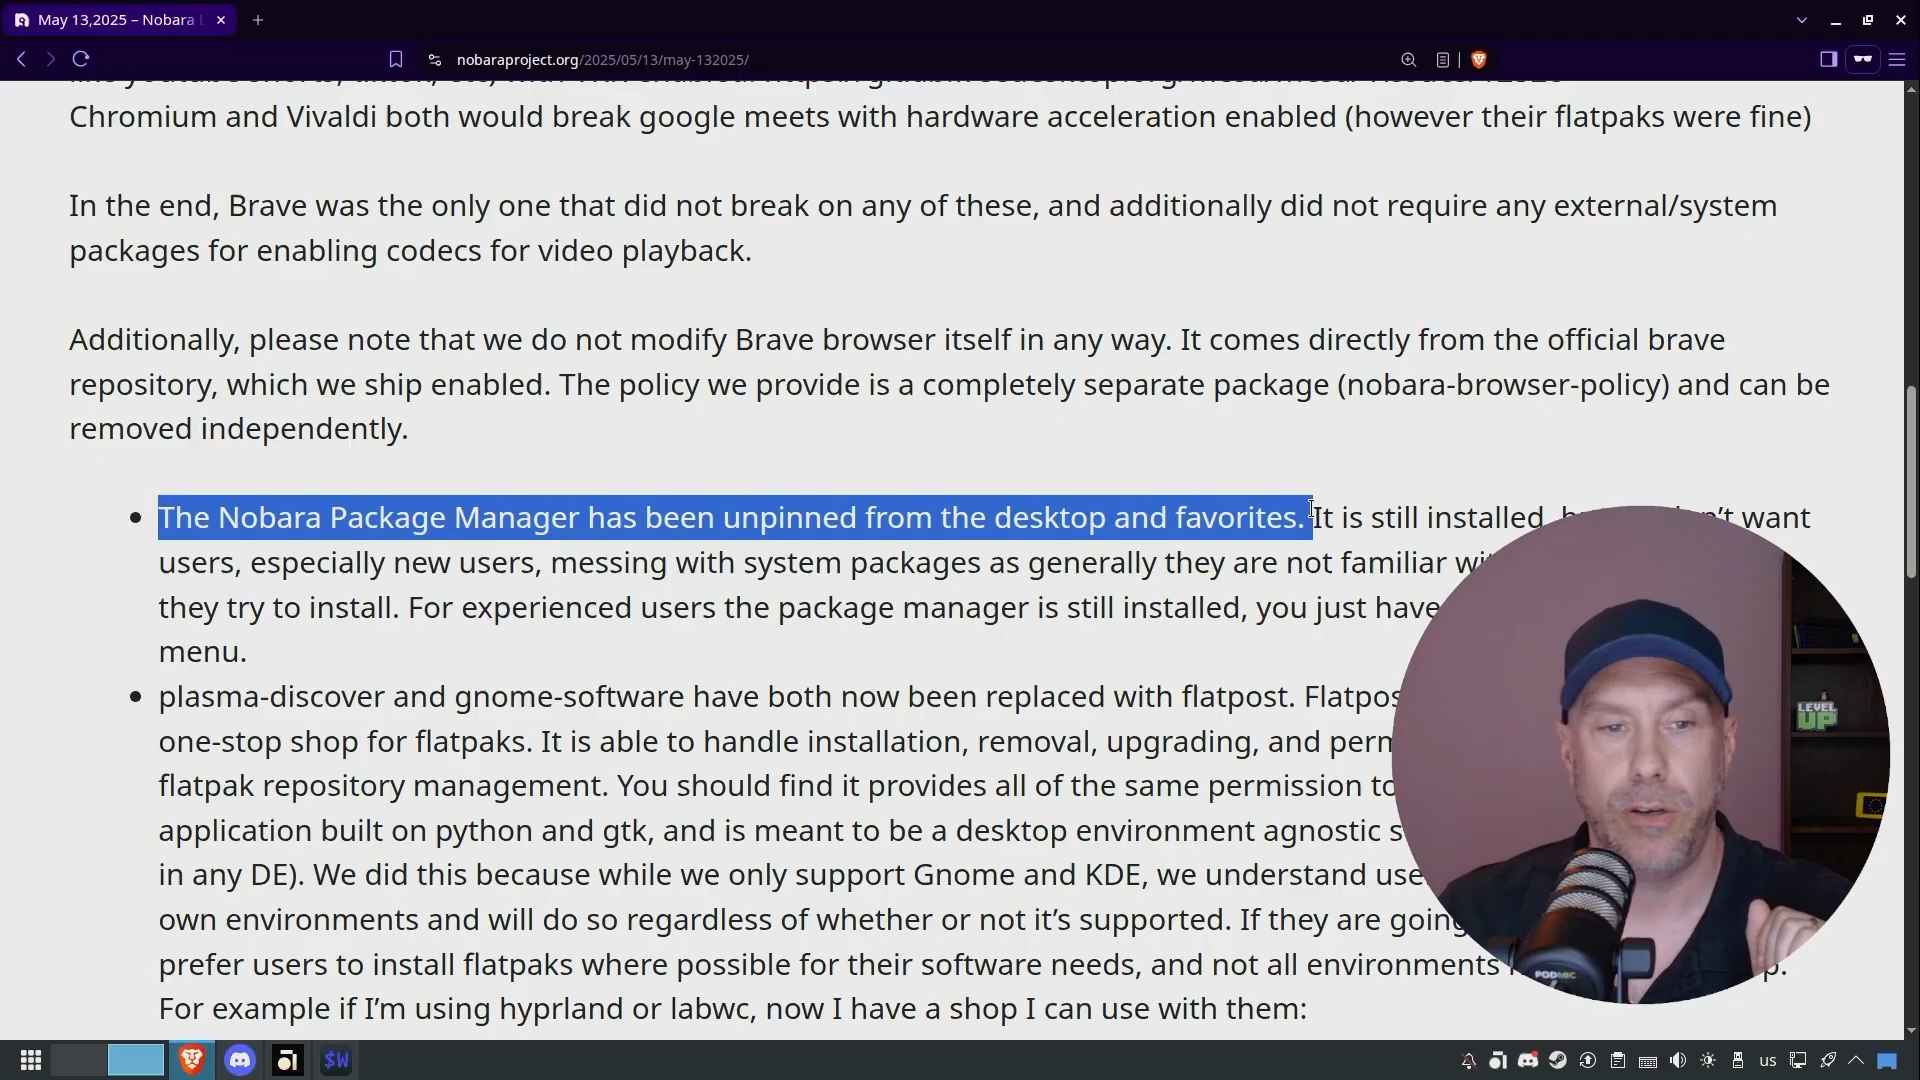 May 13,2025 – Nobara
nobaraproject.org/2025/05/13/may-132025/
Chromium and Vivaldi both would break google meets with hardware acceleration enabled (however their flatpaks were fine)
In the end, Brave was the only one that did not break on any of these, and additionally did not require any external/system
packages for enabling codecs for video playback.
Additionally, please note that we do not modify Brave browser itself in any way. It comes directly from the official brave
repository, which we ship enabled. The policy we provide is a completely separate package (nobara-browser-policy) and can be
removed independently.
The Nobara Package Manager has been unpinned from the desktop and favorites. It is still installed, want
users, especially new users, messing with system packages as generally they are not familiar
they try to install. For experienced users the package manager is still installed, you just have
menu.
plasma-discover and gnome-software have both now been replaced with flatpost.
one-stop shop for flatpaks. It is able to handle installation, removal, upgrading, and
flatpak repository management. You should find it provides all of the same permission
application built on python and gtk, and is meant to be a desktop environment agnostic
in any DE). We did this because while we only support Gnome and KDE, we understand
own environments and will do so regardless of whether or not it’s supported. If they are going
prefer users to install flatpaks where possible for their software needs, and not all environments
For example if I’m using hyprland or labwc, now I have a shop I can use with them:
LEVEL
UP
PODMIC
$W
us